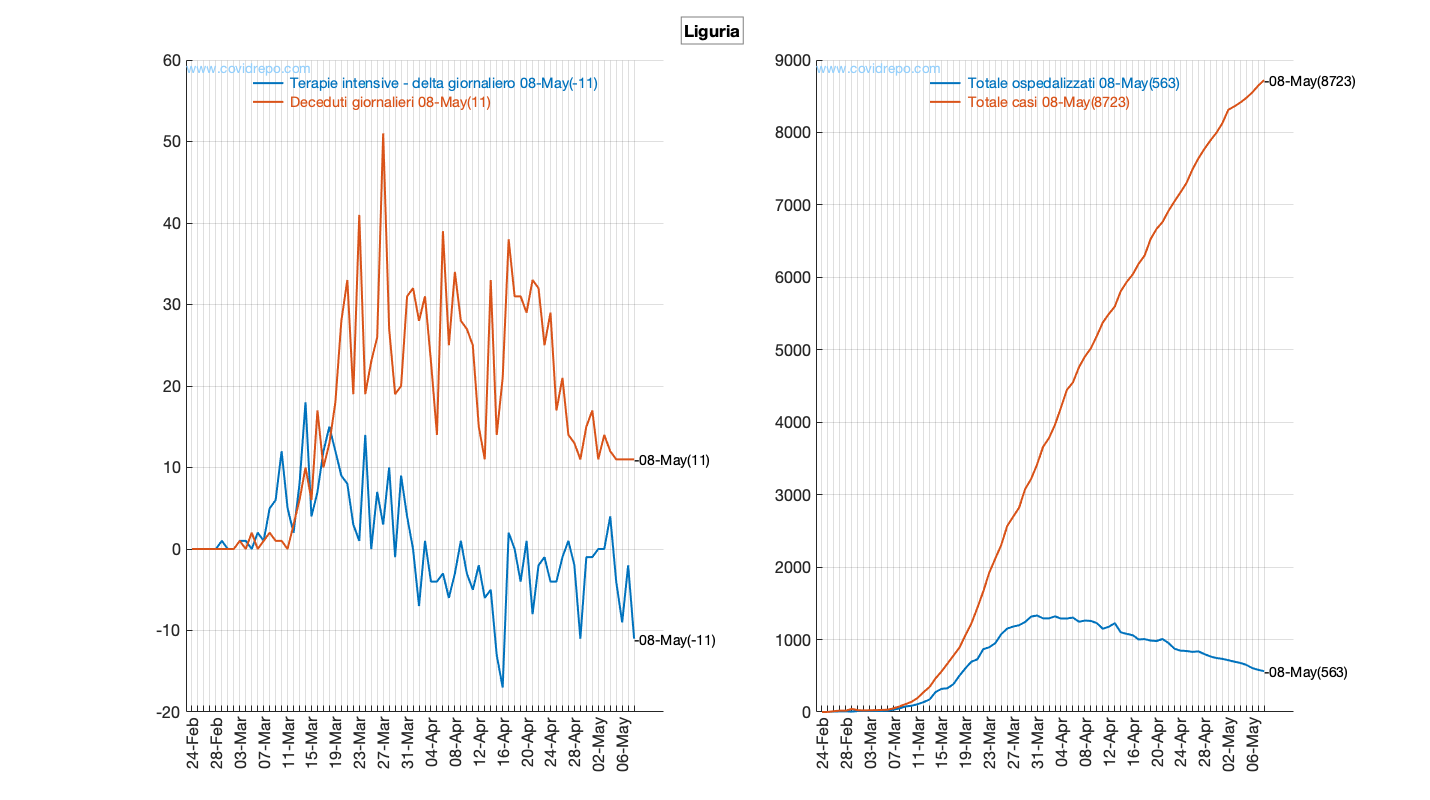 Liguria
www.covidrepo.com
Terapie intensive - delta giornaliero 08-May(-11)
Deceduti giornalieri 08-May(11)
60
50
40
30
20
10
0
-10
-20
-08-May(11)
-08-May(-11)
24-Feb
28-Feb
03-Mar
07-Mar
11-Mar
15-Mar
19-Mar
23-Mar
27-Mar
31-Mar
04-Apr
08-Apr
12-Apr
16-Apr
20-Apr
24-Apr
28-Apr
02-May
06-May
www.covidrepo.com
Totale ospedalizzati 08-May(563)
Totale casi 08-May(8723)
9000
8000
7000
6000
5000
4000
3000
2000
1000
0
-08-May(8723)
-08-May(563)
24-Feb
28-Feb
03-Mar
07-Mar
11-Mar
15-Mar
19-Mar
23-Mar
27-Mar
31-Mar
04-Apr
08-Apr
12-Apr
16-Apr
20-Apr
24-Apr
28-Apr
02-May
06-May